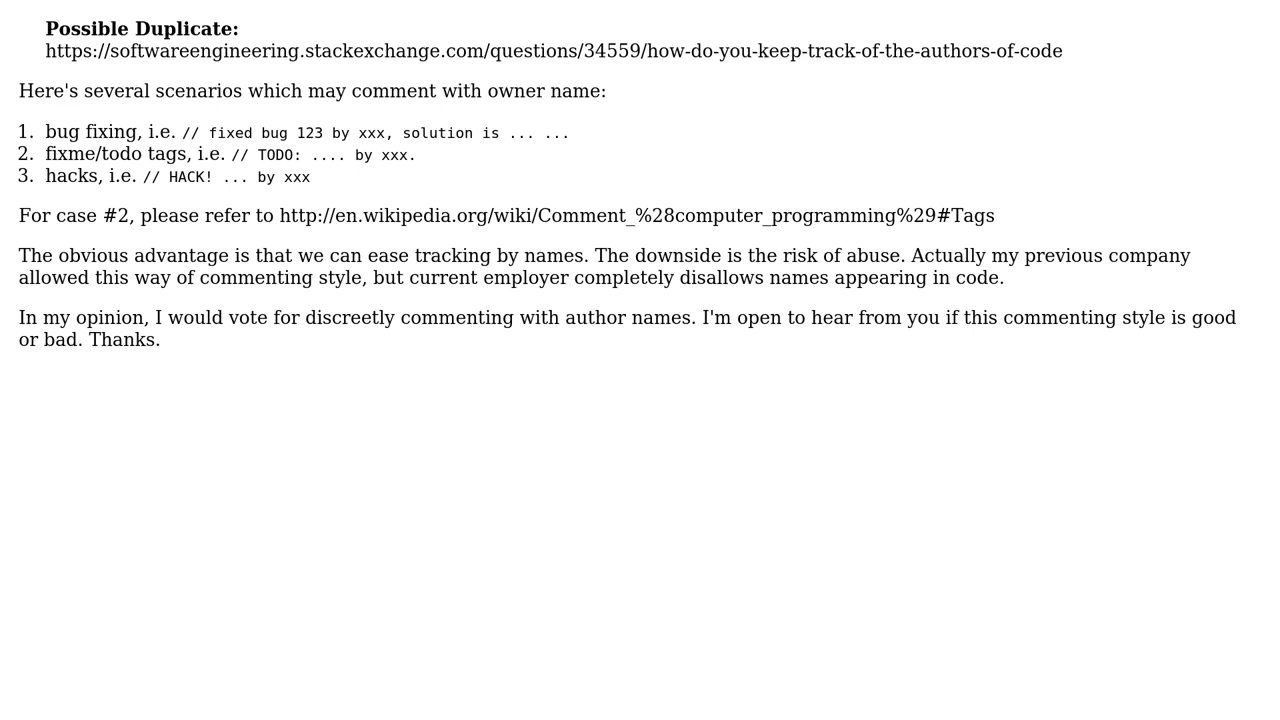 Possible Duplicate:
https://softwareengineering.stackexchange.com/questions/34559/how-do-you-keep-track-of-the-authors-of-code
Here's several scenarios which may comment with owner name:
1. bug fixing, i.e. // fixed bug 123 by xxx, solution is ... ...
2. fixme/todo tags, i.e. // TODO: .... by xxx.
3. hacks, i.e. // HACK! ... by xxx
For case #2, please refer to http://en.wikipedia.org/wiki/Comment_%28computer_programming%29#Tags
The obvious advantage is that we can ease tracking by names. The downside is the risk of abuse. Actually my previous company
allowed this way of commenting style, but current employer completely disallows names appearing in code.
In my opinion, I would vote for discreetly commenting with author names. I'm open to hear from you if this commenting style is good
or bad. Thanks.